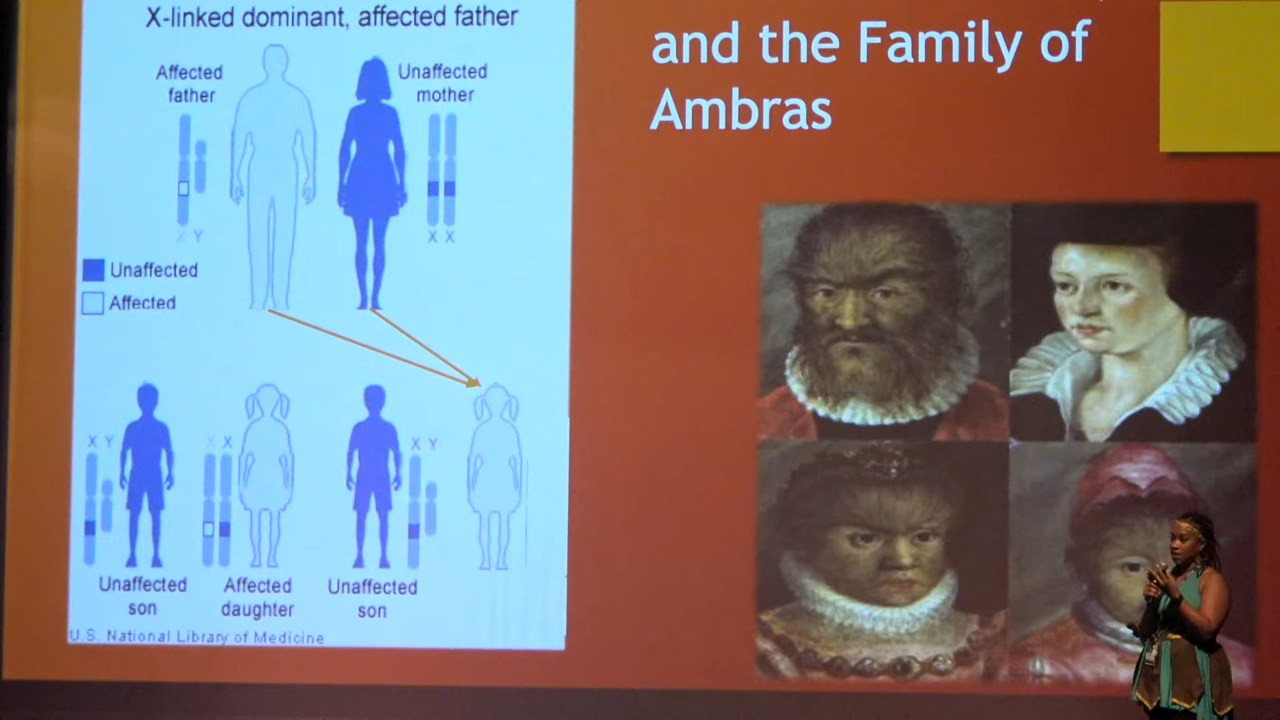 X-linked dominant, affected father
Affected
father
Unaffected
mother
X Y
X X
Unaffected
Affected
X Y
X X
X Y
Unaffected
son
Affected
daughter
Unaffected
son
U.S. National Library of Medicine
and the Family of
Ambras